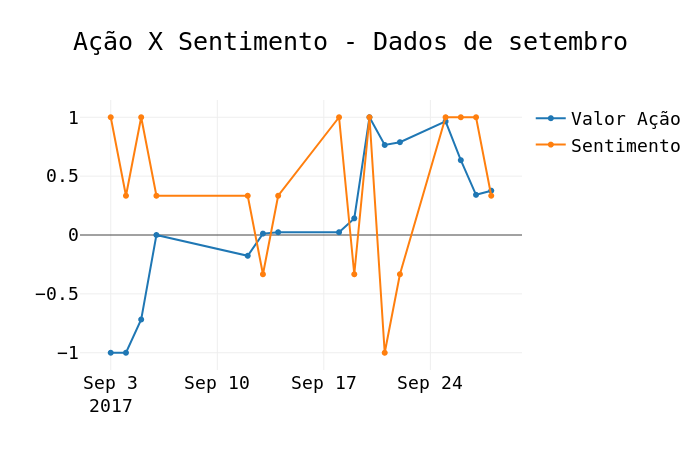 Ação X Sentimento - Dados de setembro
Valor Ação
Sentimento
1
0.5
0
−0.5
−1
Sep 3
2017
Sep 10
Sep 17
Sep 24